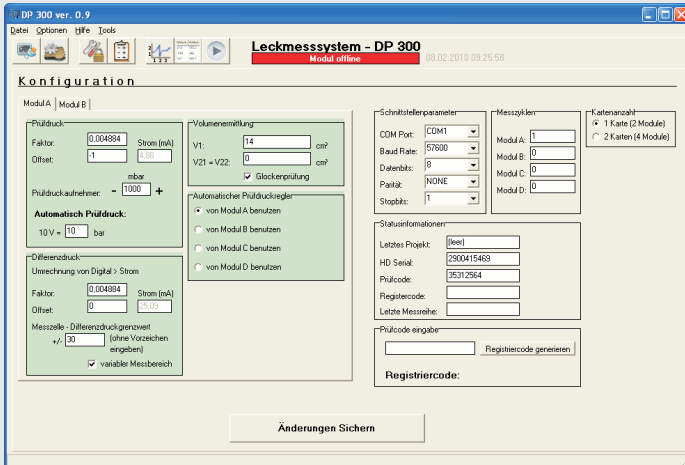 DP 300 ver. 0.9
Datei Optionen Hilfe Tools
Leckmesssystem - DP 300
Modul offline
08.02.2010 09:25:58
Konfiguration
Modul A
Modul B
Prüfdruck
Faktor:
0,004884
Strom (mA)
Offset:
-1
4,88
mbar
Prüfdruckaufnehmer:
- 1000 +
Automatisch Prüfdruck:
10 V = 10 bar
Differenzdruck
Umrechnung von Digital > Strom
Faktor:
0,004884
Strom (mA)
Offset:
0
25,09
Messzelle - Differenzdruckgrenzwert
+/- 30 (ohne Vorzeichen
eingeben)
variabler Messbereich
Volumenermittlung
V1: 14 cm³
V21 = V22: 0 cm³
Glockenprüfung
Automatischer Prüfdruckregler
von Modul A benutzen
von Modul B benutzen
von Modul C benutzen
von Modul D benutzen
Schnittstellenparameter
COM Port: COM1
Baud Rate: 57600
Datenbits: 8
Parität: NONE
Stopbits: 1
Messzyklen
Modul A: 1
Modul B: 0
Modul C: 0
Modul D: 0
Kartenanzahl
1 Karte (2 Module)
2 Karten (4 Module)
Statusinformationen
Letztes Projekt: (leer)
HD Serial: 2900415469
Prüfcode: 35312564
Registercode:
Letzte Messreihe:
Prüfcode eingabe
Registriercode generieren
Registriercode:
Änderungen Sichern